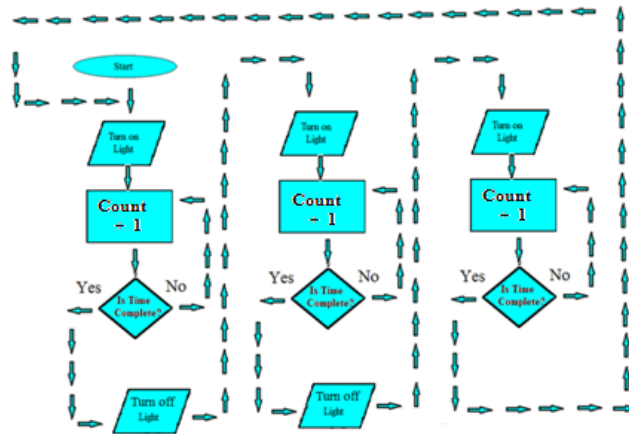 Start
Turn on
Light
Count
- 1
Yes
No
Is Time
Complete?
Turn off
Light
Turn on
Light
Count
- 1
Yes
No
Is Time
Complete?
Turn off
Light
Turn on
Light
Count
- 1
Yes
No
Is Time
Complete?